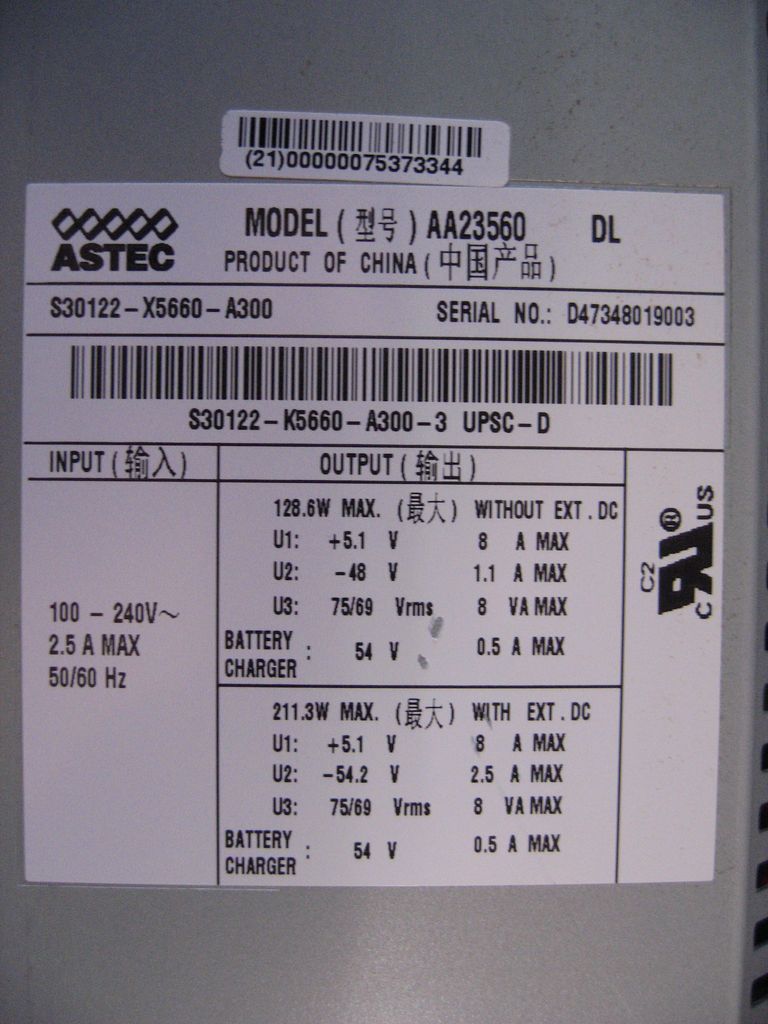 (21)00000075373344
ASTEC
MODEL (型号) AA23560 DL
PRODUCT OF CHINA (中国产品)
S30122-X5660-A300 SERIAL NO.: D47348019003
S30122-K5660-A300-3 UPSC-D
INPUT (输入) OUTPUT (输出)
100 - 240V~
2.5 A MAX
50/60 Hz
128.6W MAX. (最大) WITHOUT EXT. DC
U1: +5.1 V 8 A MAX
U2: -48 V 1.1 A MAX
U3: 75/69 Vrms 8 VA MAX
BATTERY CHARGER : 54 V 0.5 A MAX
211.3W MAX. (最大) WITH EXT. DC
U1: +5.1 V 8 A MAX
U2: -54.2 V 2.5 A MAX
U3: 75/69 Vrms 8 VA MAX
BATTERY CHARGER : 54 V 0.5 A MAX
C RU ® US
C2